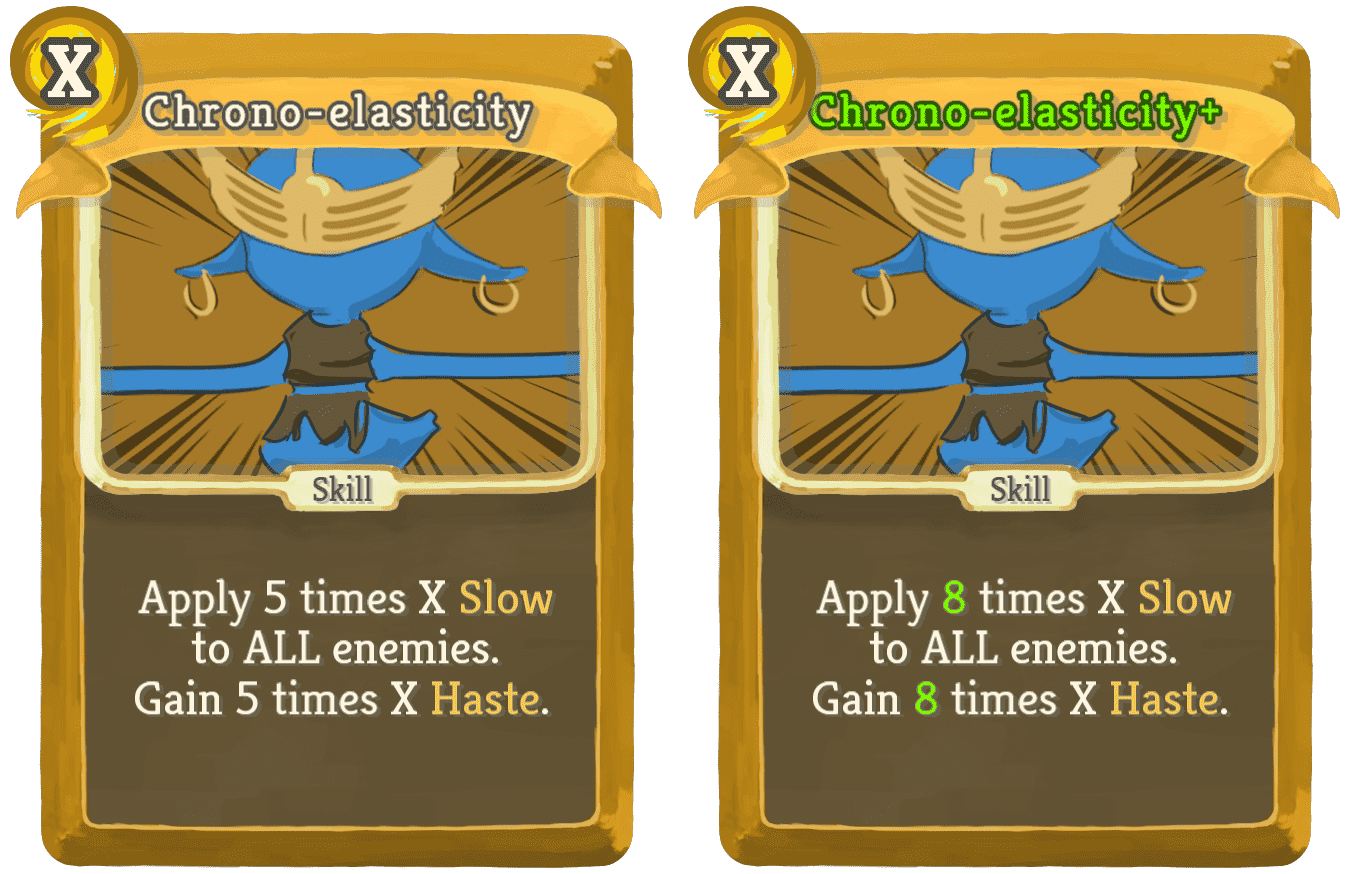 X
Chrono-elasticity
Skill
Apply 5 times X Slow
to ALL enemies.
Gain 5 times X Haste.
X
Chrono-elasticity+
Skill
Apply 8 times X Slow
to ALL enemies.
Gain 8 times X Haste.